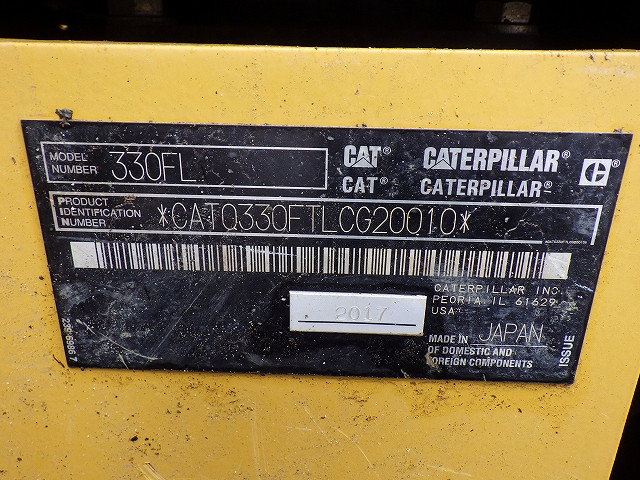 MODEL NUMBER 330FL
CAT® CATERPILLAR®
CAT® CATERPILLAR®
PRODUCT IDENTIFICATION NUMBER *CAT0330FTLCG20010*
CATERPILLAR INC
PEORIA, IL 61629
USA
2017
MADE IN JAPAN
OF DOMESTIC AND
FOREIGN COMPONENTS
ISSUE